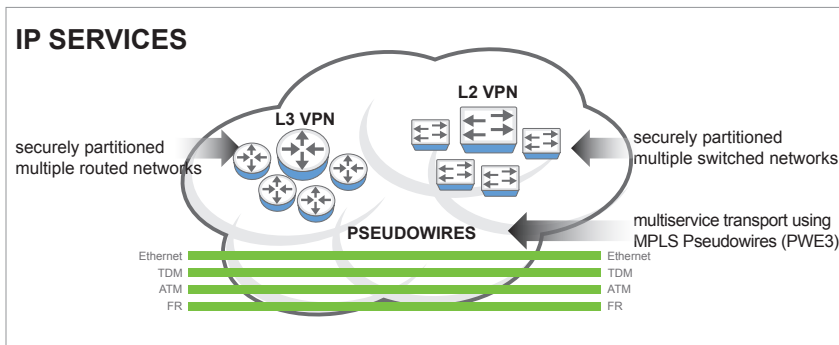 IP SERVICES
L3 VPN
L2 VPN
securely partitioned
multiple routed networks
securely partitioned
multiple switched networks
PSEUDOWIRES
multiservice transport using
MPLS Pseudowires (PWE3)
Ethernet
Ethernet
TDM
TDM
ATM
ATM
FR
FR